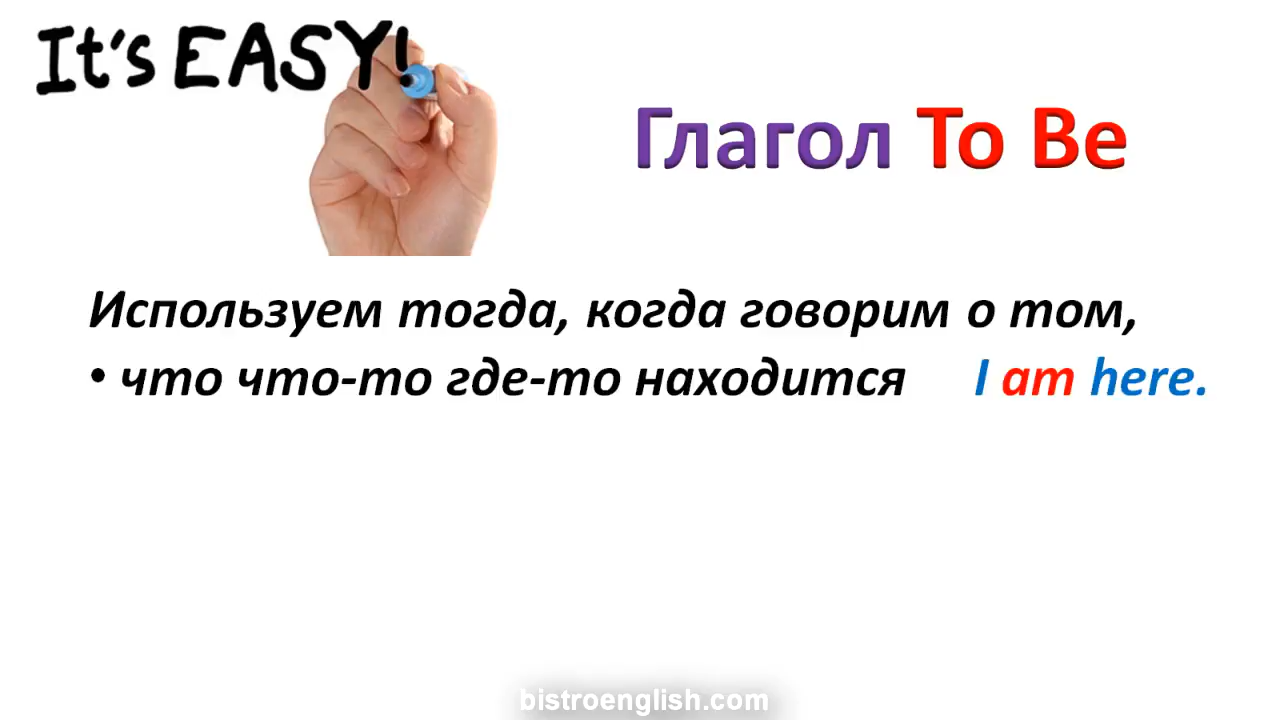 It's EASY!
Глагол To Be
Используем тогда, когда говорим о том,
• что что-то где-то находится I am here.
bistroenglish.com